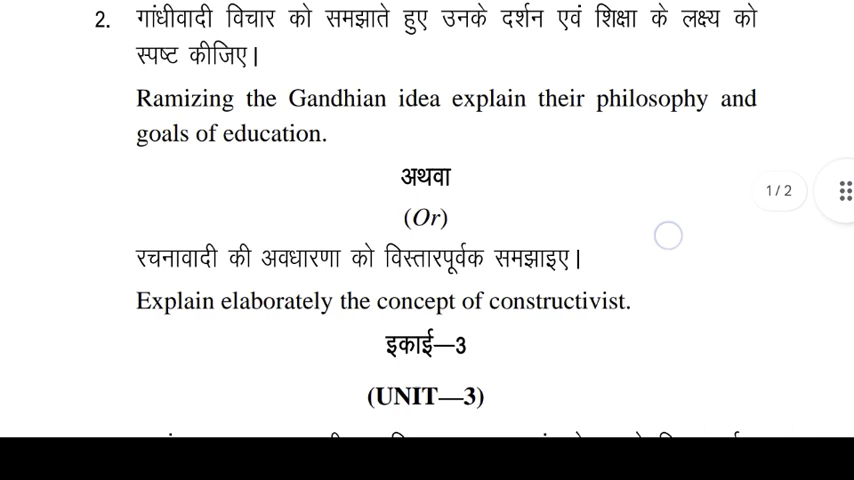 2. गांधीवादी विचार को समझाते हुए उनके दर्शन एवं शिक्षा के लक्ष्य को
स्पष्ट कीजिए।
Ramizing the Gandhian idea explain their philosophy and
goals of education.
अथवा
(Or)
1 / 2
रचनावादी की अवधारणा को विस्तारपूर्वक समझाइए।
Explain elaborately the concept of constructivist.
इकाई—3
(UNIT—3)